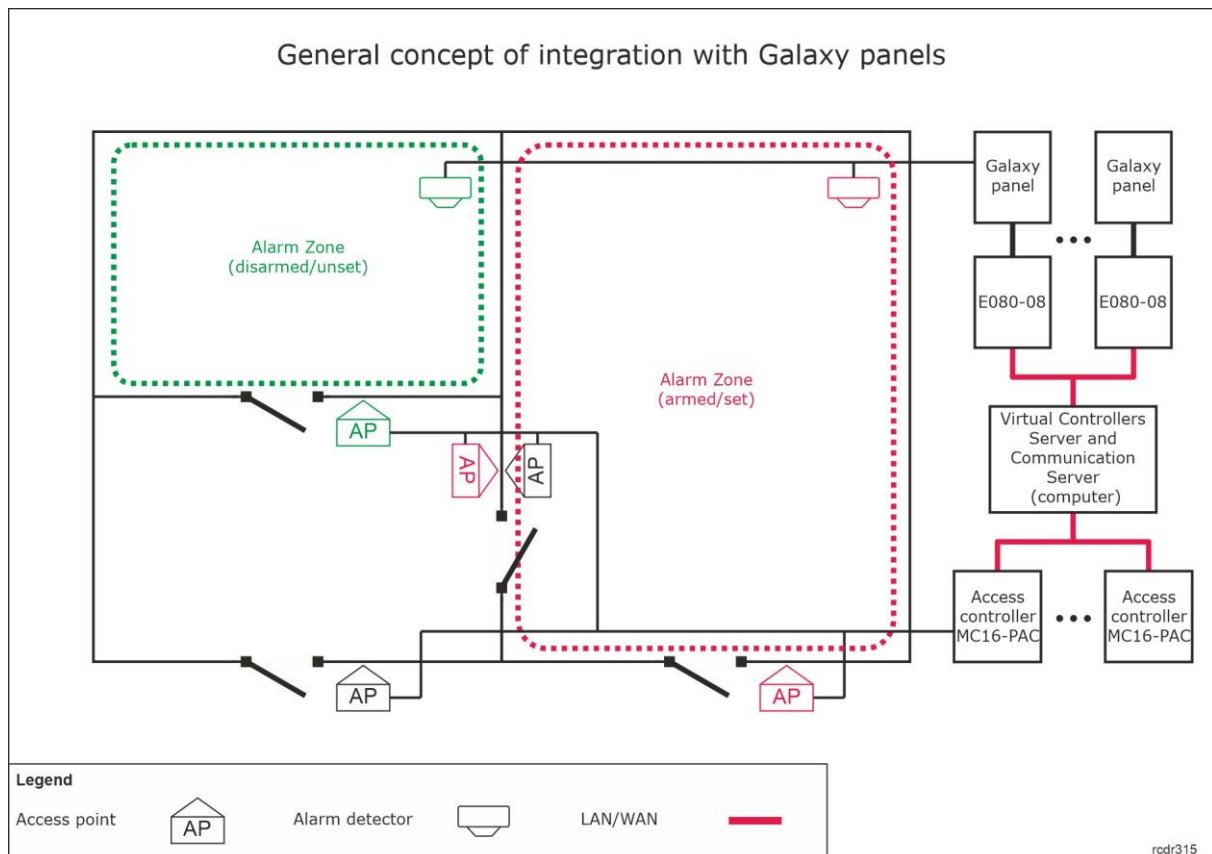 General concept of integration with Galaxy panels
Galaxy
panel
Galaxy
panel
Alarm Zone
(disarmed/unset)
E080-08
E080-08
Alarm Zone
(armed/set)
AP
AP
AP
Virtual Controllers
Server and
Communication
Server
(computer)
Access
controller
MC16-PAC
Access
controller
MC16-PAC
AP
AP
Legend
Access point
AP
Alarm detector
LAN/WAN
rcdr315